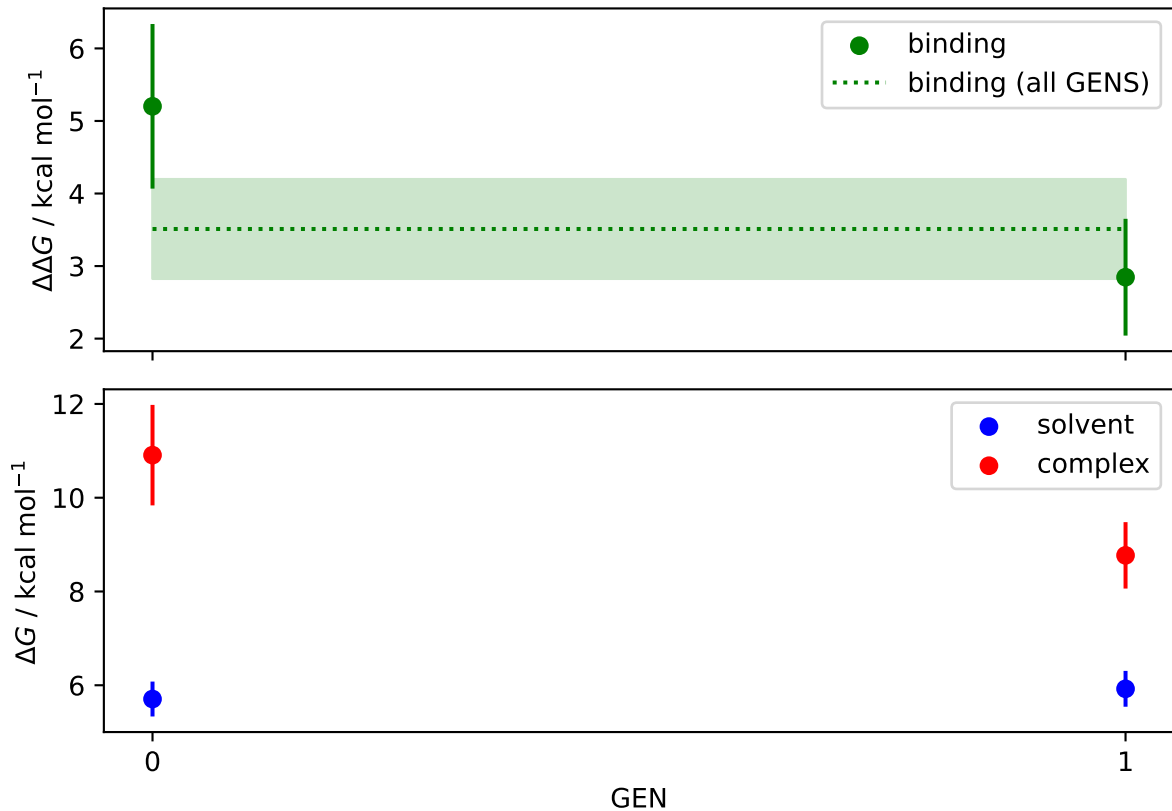 binding
binding (all GENS)
6
5
4
3
2
ΔΔG / kcal mol⁻¹
solvent
complex
12
10
8
6
ΔG / kcal mol⁻¹
0 1
GEN